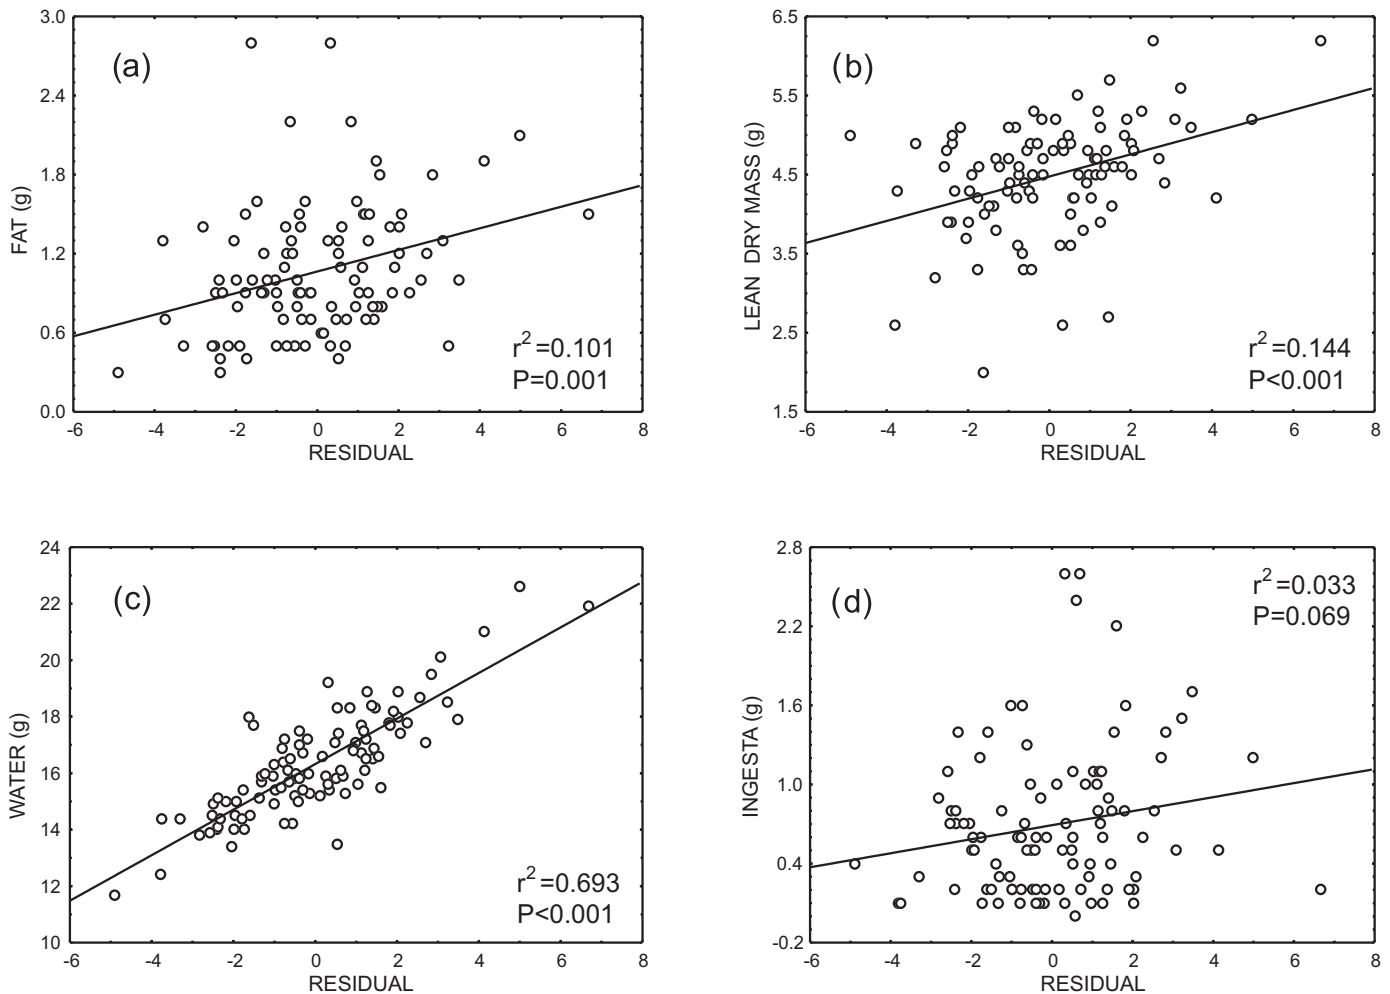 3.0
(a)
2.4
1.8
FAT (g)
1.2
0.6
r²=0.101
P=0.001
0.0
-6 -4 -2 0 2 4 6 8
RESIDUAL
6.5
(b)
5.5
4.5
LEAN DRY MASS (g)
3.5
2.5
r²=0.144
P<0.001
1.5
-6 -4 -2 0 2 4 6 8
RESIDUAL
24
(c)
22
20
18
WATER (g)
16
14
12
r²=0.693
P<0.001
10
-6 -4 -2 0 2 4 6 8
RESIDUAL
2.8
r²=0.033
P=0.069
(d)
2.2
1.6
INGESTA (g)
1.0
0.4
-0.2
-6 -4 -2 0 2 4 6 8
RESIDUAL